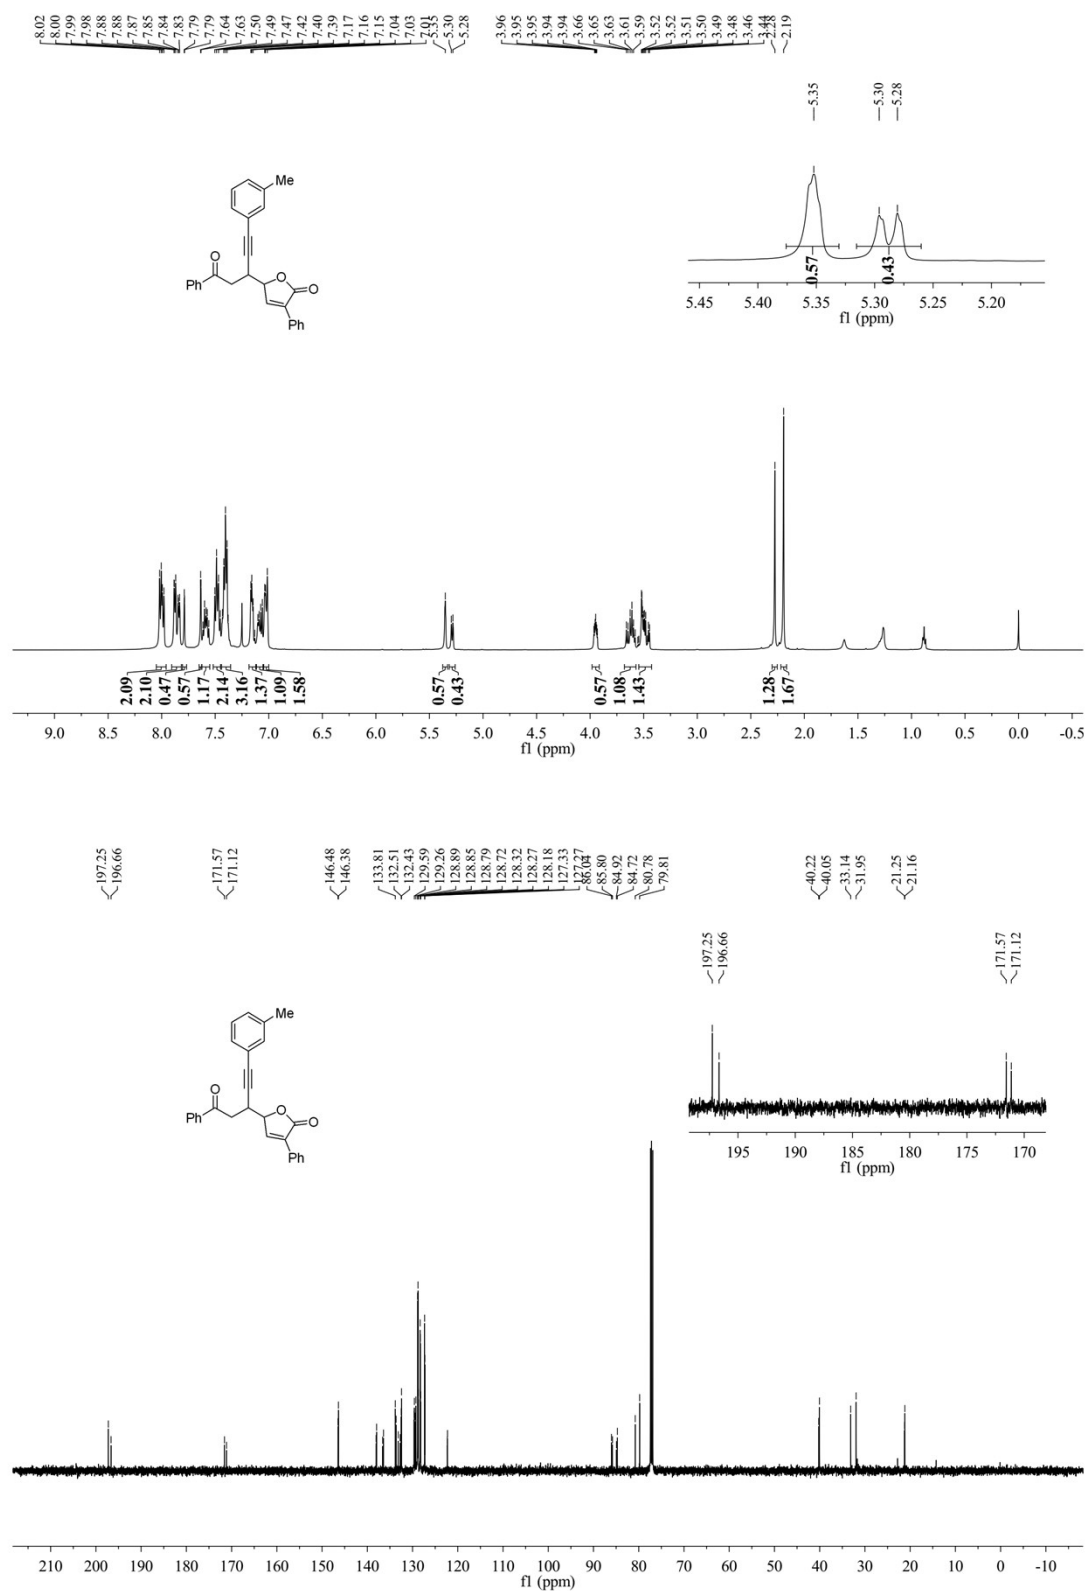 8.02 8.00 7.99 7.98 7.88 7.88 7.87 7.85 7.84 7.83 7.79 7.79 7.64 7.63 7.50 7.49 7.47 7.42 7.40 7.39 7.17 7.16 7.15 7.04 7.03 7.01 5.35 5.30 5.28
3.96 3.95 3.95 3.94 3.94 3.66 3.65 3.63 3.61 3.59 3.52 3.52 3.51 3.50 3.49 3.48 3.46 3.44 2.28 2.19
5.35 5.30 5.28
Me
O
O
O
Ph
Ph
0.57 0.43
5.45 5.40 5.35 5.30 5.25 5.20
f1 (ppm)
2.09 2.10 0.47 0.57 1.17 2.14 3.16 1.37 1.09 1.58 0.57 0.43 0.57 1.08 1.43 1.28 1.67
9.0 8.5 8.0 7.5 7.0 6.5 6.0 5.5 5.0 4.5 4.0 3.5 3.0 2.5 2.0 1.5 1.0 0.5 0.0 -0.5
f1 (ppm)
197.25 196.66 171.57 171.12 146.48 146.38 133.81 132.51 132.43 129.59 129.26 128.89 128.85 128.79 128.72 128.32 128.27 128.18 127.33 127.27 86.04 85.80 84.92 84.72 80.78 79.81 40.22 40.05 33.14 31.95 21.25 21.16
197.25 196.66 171.57 171.12
Me
O
O
O
Ph
Ph
195 190 185 180 175 170
f1 (ppm)
210 200 190 180 170 160 150 140 130 120 110 100 90 80 70 60 50 40 30 20 10 0 -10
f1 (ppm)